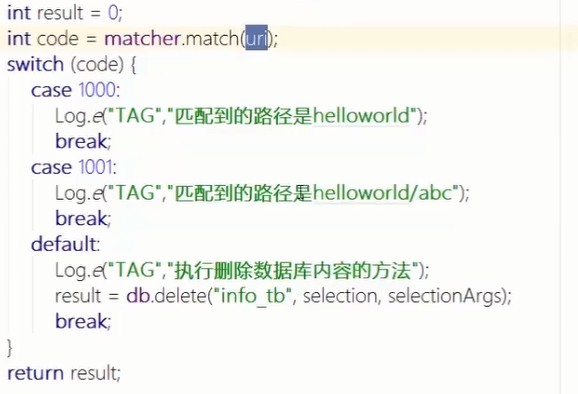 int result = 0;
int code = matcher.match(uri);
switch (code) {
case 1000:
Log.e("TAG","匹配到的路径是helloworld");
break;
case 1001:
Log.e("TAG","匹配到的路径是helloworld/abc");
break;
default:
Log.e("TAG","执行删除数据库内容的方法");
result = db.delete("info_tb", selection, selectionArgs);
break;
}
return result;